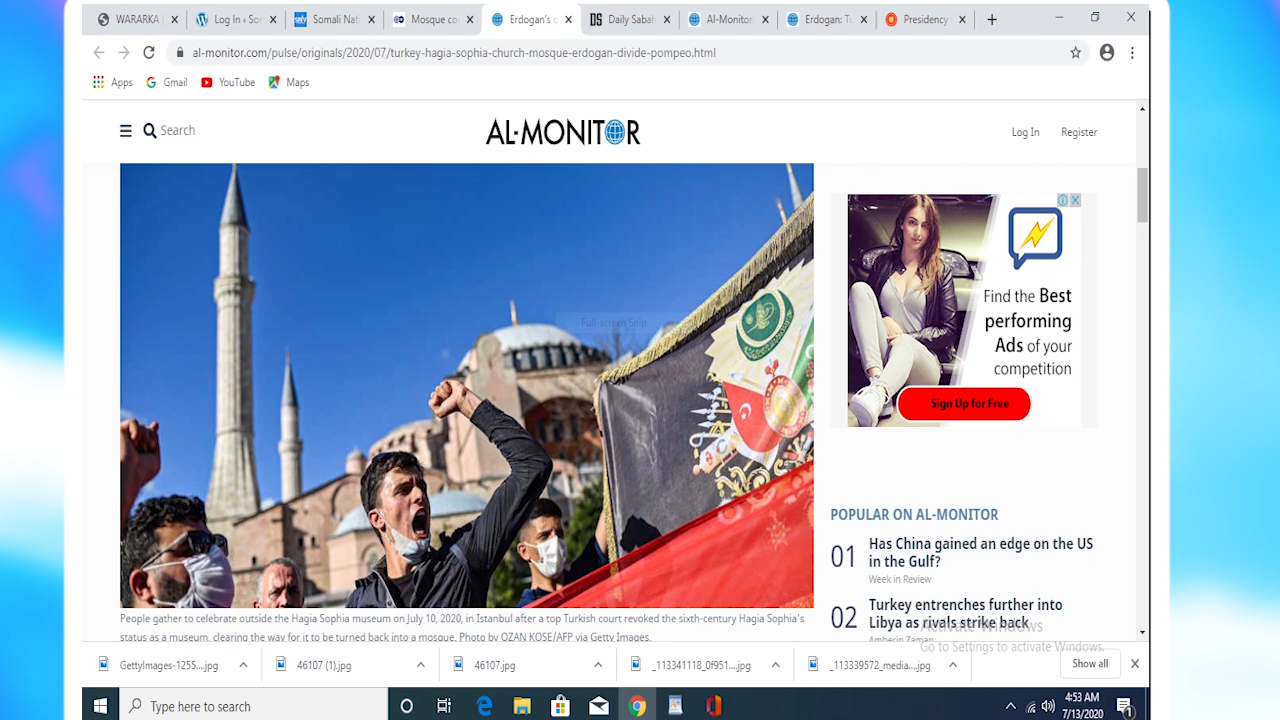 WARARKA |
Log In ‹ Son
Somali Nati
Mosque co
Erdogan's d
Daily Sabah
Al-Monitor:
Erdogan: Tu
Presidency
al-monitor.com/pulse/originals/2020/07/turkey-hagia-sophia-church-mosque-erdogan-divide-pompeo.html
Apps
Gmail
YouTube
Maps
Search
AL-MONITOR
Log In
Register
Full-screen Snip
Find the Best
performing
Ads of your
competition
Sign Up for Free
People gather to celebrate outside the Hagia Sophia museum on July 10, 2020, in Istanbul after a top Turkish court revoked the sixth-century Hagia Sophia's
status as a museum, clearing the way for it to be turned back into a mosque. Photo by OZAN KOSE/AFP via Getty Images.
POPULAR ON AL-MONITOR
01
Has China gained an edge on the US
in the Gulf?
Week in Review
02
Turkey entrenches further into
Libya as rivals strike back
Amberin Zaman
Activate Windows
Go to Settings to activate Windows.
GettyImages-1255....jpg
46107 (1).jpg
46107.jpg
_113341118_0f951....jpg
_113339572_media....jpg
Show all
Type here to search
4:53 AM
7/13/2020
1